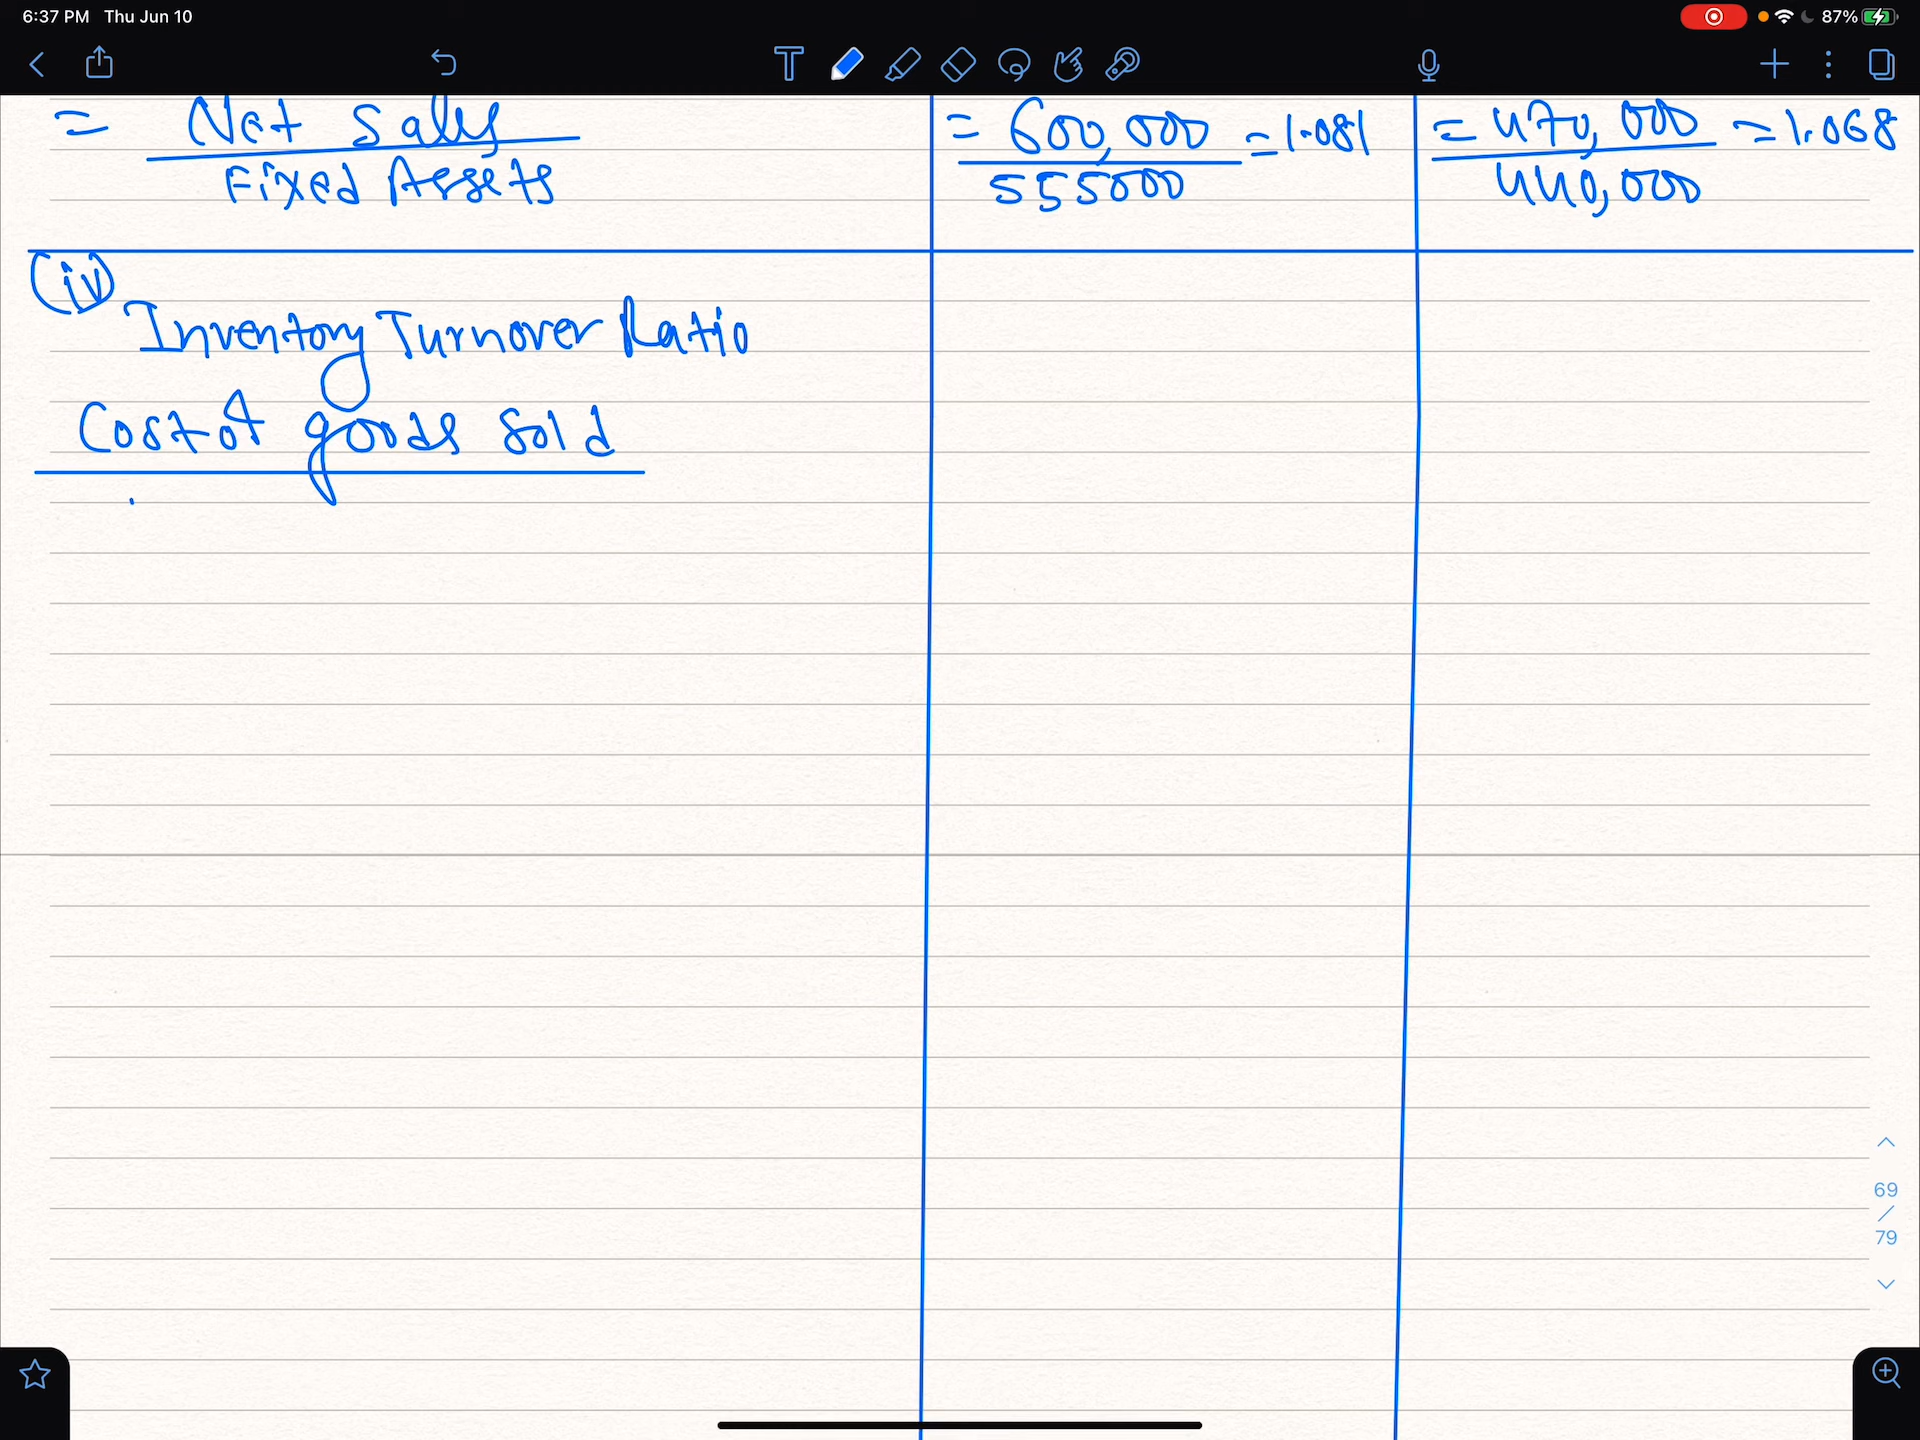 6:37 PM Thu Jun 10
87%
T
= Net Sales = 600,000 = 1.081 = 470,000 = 1.068
Fixed Assets 555000 440,000
(iv)
Inventory Turnover Ratio
Cost of goods sold
69
/
79